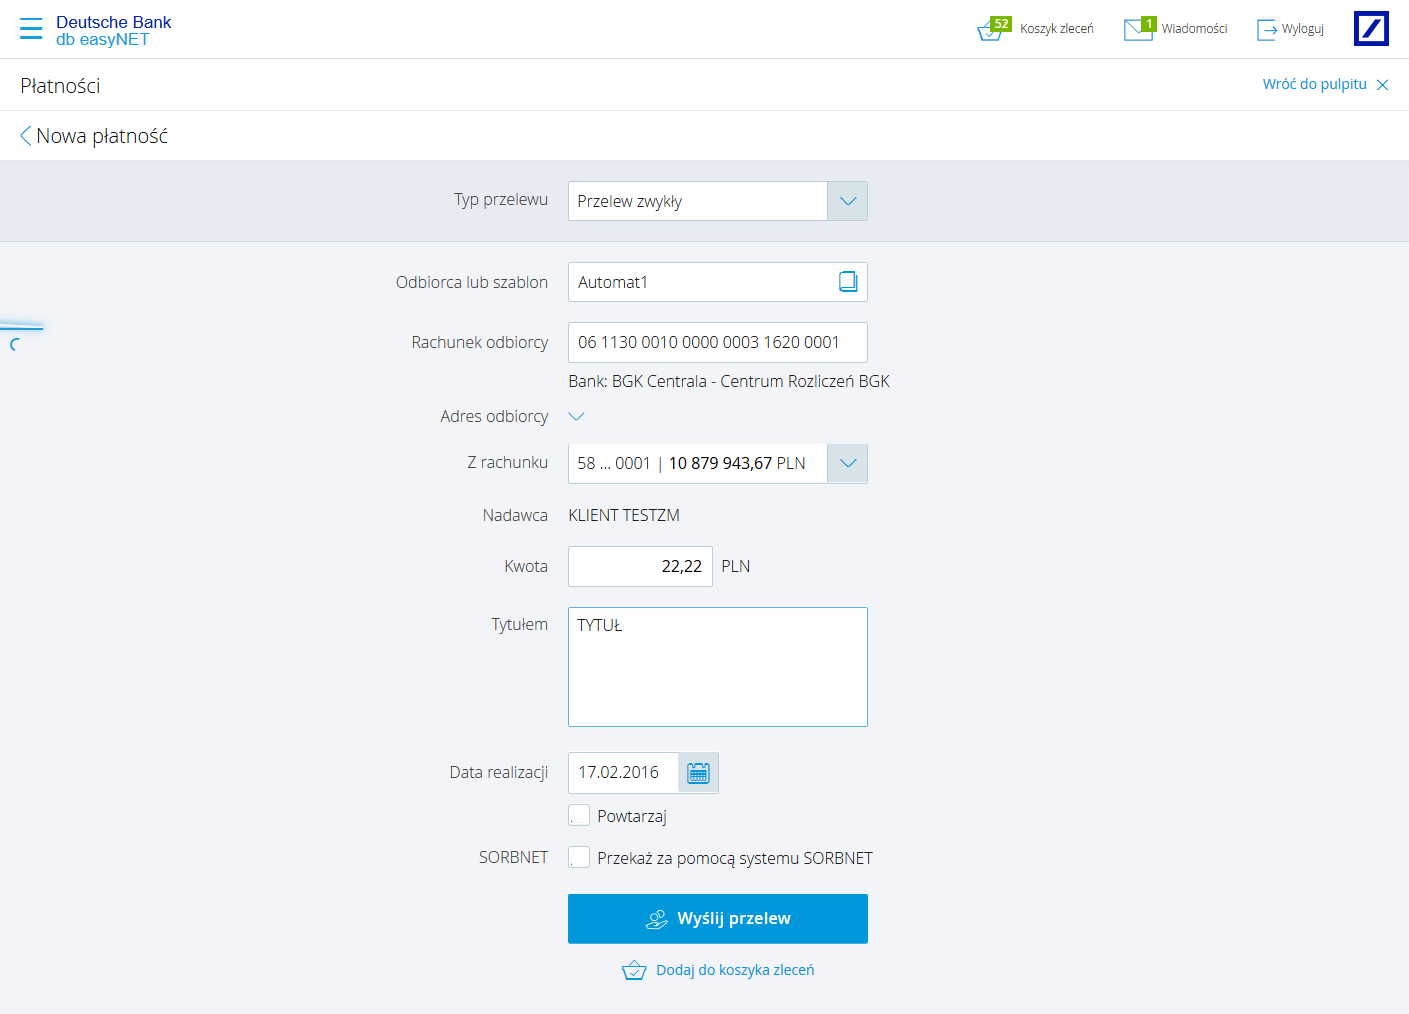 Deutsche Bank
db easyNET
52
Koszyk zleceń
1
Wiadomości
Wyloguj
Płatności
Wróć do pulpitu
Nowa płatność
Typ przelewu
Przelew zwykły
Odbiorca lub szablon
Automat1
Rachunek odbiorcy
06 1130 0010 0000 0003 1620 0001
Bank: BGK Centrala - Centrum Rozliczeń BGK
Adres odbiorcy
Z rachunku
58 ... 0001 | 10 879 943,67 PLN
Nadawca
KLIENT TESTZM
Kwota
22,22
PLN
Tytułem
TYTUŁ
Data realizacji
17.02.2016
Powtarzaj
SORBNET
Przekaż za pomocą systemu SORBNET
Wyślij przelew
Dodaj do koszyka zleceń